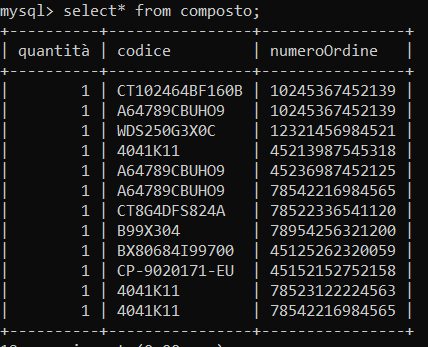 mysql> select* from composto;
+----------+----------------+----------------+
| quantità | codice | numeroOrdine |
+----------+----------------+----------------+
| 1 | CT102464BF160B | 10245367452139 |
| 1 | A64789CBUHO9 | 10245367452139 |
| 1 | WDS250G3X0C | 12321456984521 |
| 1 | 4041K11 | 45213987545318 |
| 1 | A64789CBUHO9 | 45236987452125 |
| 1 | A64789CBUHO9 | 78542216984565 |
| 1 | CT8G4DFS824A | 78522336541120 |
| 1 | B99X304 | 78954256321200 |
| 1 | BX80684I99700 | 45125262320059 |
| 1 | CP-9020171-EU | 45152152752158 |
| 1 | 4041K11 | 78523122224563 |
| 1 | 4041K11 | 78542216984565 |
+----------+----------------+----------------+